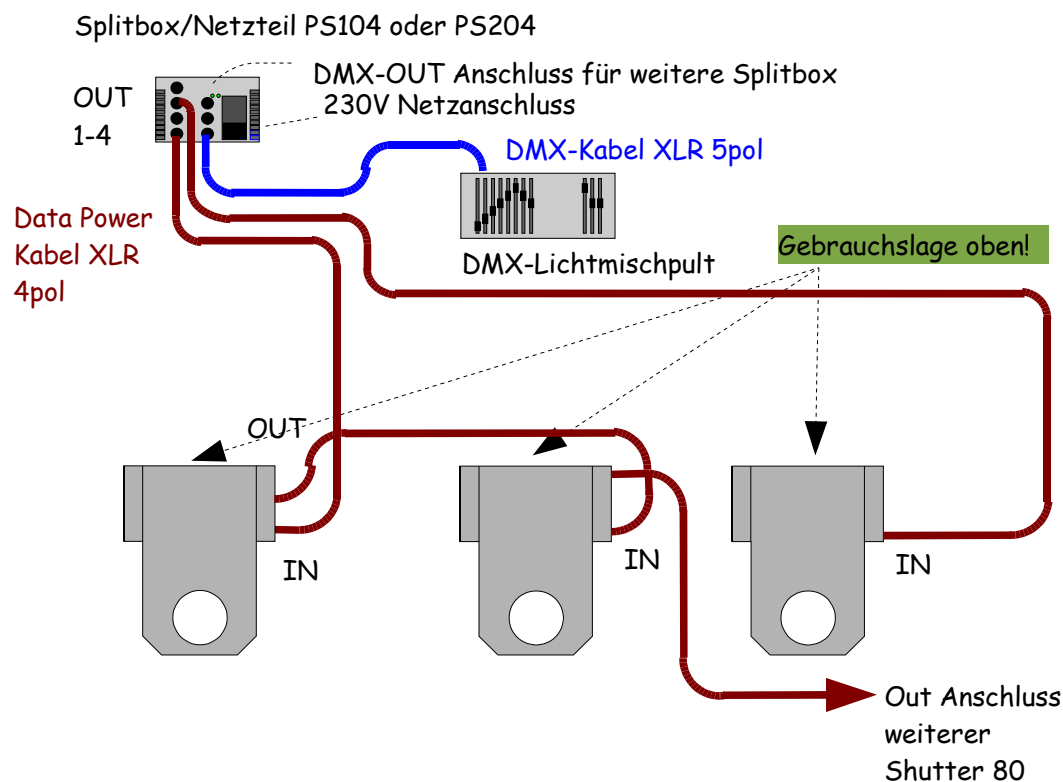 Splitbox/Netzteil PS104 oder PS204
DMX-OUT Anschluss für weitere Splitbox
230V Netzanschluss
OUT
1-4
DMX-Kabel XLR 5pol
Data Power
Kabel XLR
4pol
DMX-Lichtmischpult
Gebrauchslage oben!
OUT
IN
IN
IN
Out Anschluss
weiterer
Shutter 80